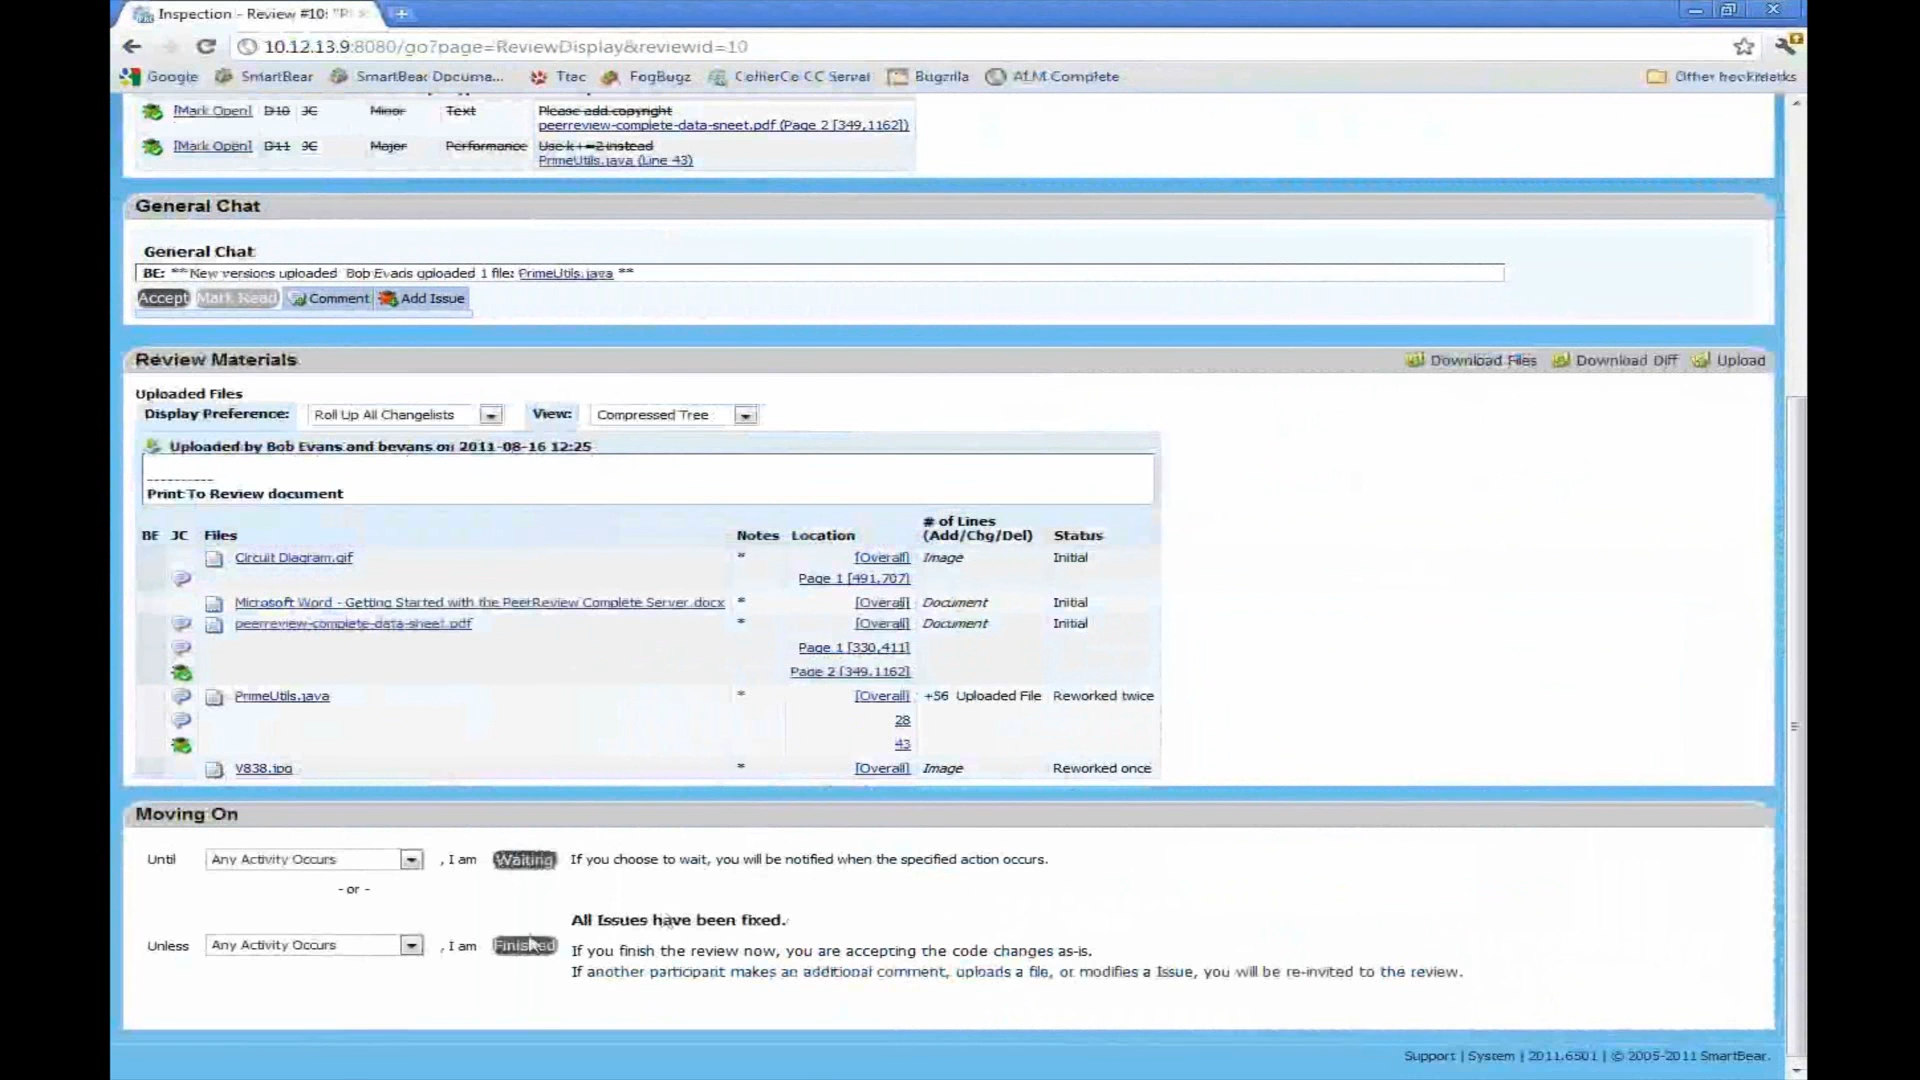 Inspection - Review #10: "P
10.12.13.9:8080/go?page=ReviewDisplay&reviewid=10
Google SmartBear SmartBear Docume... Trac FogBugz CollierCo CC Server Bugzilla ALM Complete Other bookmarks
[Mark Open] D10 JC Minor Text Please add copyright
peerreview-complete-data-sheet.pdf (Page 2 [349,1162])
[Mark Open] D11 JC Major Performance Use k+=2 instead
PrimeUtils.java (Line 43)
General Chat
General Chat
BE: ** New versions uploaded Bob Evans uploaded 1 file: PrimeUtils.java **
Accept Mark Read Comment Add Issue
Review Materials Download Files Download Diff Upload
Uploaded Files
Display Preference: Roll Up All Changelists View: Compressed Tree
Uploaded by Bob Evans and bevans on 2011-08-16 12:25
----------
Print To Review document
BE JC Files Notes Location # of Lines (Add/Chg/Del) Status
Circuit Diagram.gif * [Overall] Image Initial
Page 1 [491,707]
Microsoft Word - Getting Started with the PeerReview Complete Server.docx * [Overall] Document Initial
peerreview-complete-data-sheet.pdf * [Overall] Document Initial
Page 1 [330,411]
Page 2 [349,1162]
PrimeUtils.java * [Overall] +56 Uploaded File Reworked twice
28
43
V838.jpg * [Overall] Image Reworked once
Moving On
Until Any Activity Occurs , I am Waiting If you choose to wait, you will be notified when the specified action occurs.
- or -
All Issues have been fixed.
Unless Any Activity Occurs , I am Finished If you finish the review now, you are accepting the code changes as-is.
If another participant makes an additional comment, uploads a file, or modifies a Issue, you will be re-invited to the review.
Support | System | 2011.6501 | © 2005-2011 SmartBear.